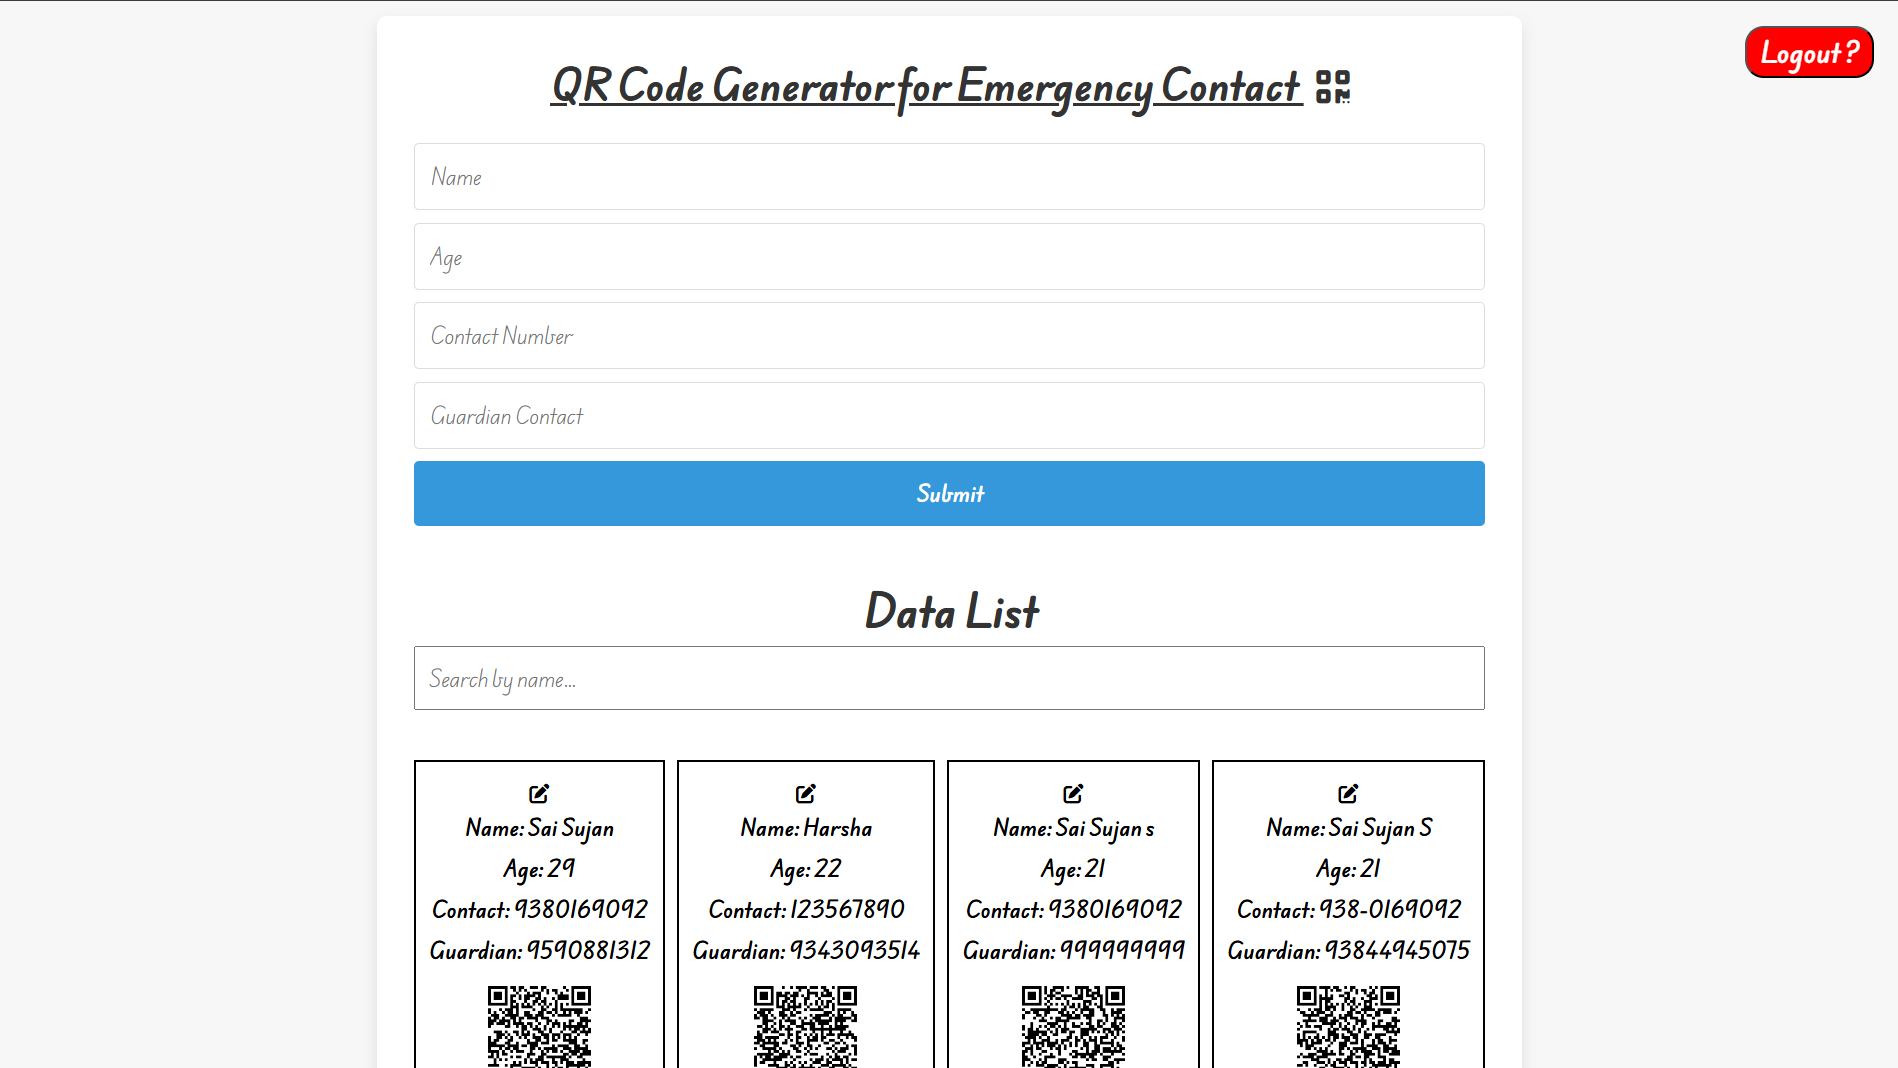 Logout?
QR Code Generator for Emergency Contact
Name
Age
Contact Number
Guardian Contact
Submit
Data List
Search by name...
Name: Sai Sujan
Age: 29
Contact: 9380169092
Guardian: 9590881312
Name: Harsha
Age: 22
Contact: 123567890
Guardian: 9343093514
Name: Sai Sujan s
Age: 21
Contact: 9380169092
Guardian: 999999999
Name: Sai Sujan S
Age: 21
Contact: 938-0169092
Guardian: 93844945075